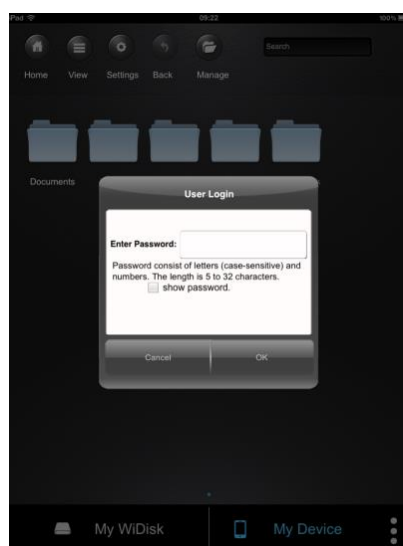 iPad 09:22 100%
Search
Home View Settings Back Manage
Documents
User Login
Enter Password:
Password consist of letters (case-sensitive) and
numbers. The length is 5 to 32 characters.
show password.
Cancel OK
My WiDisk My Device